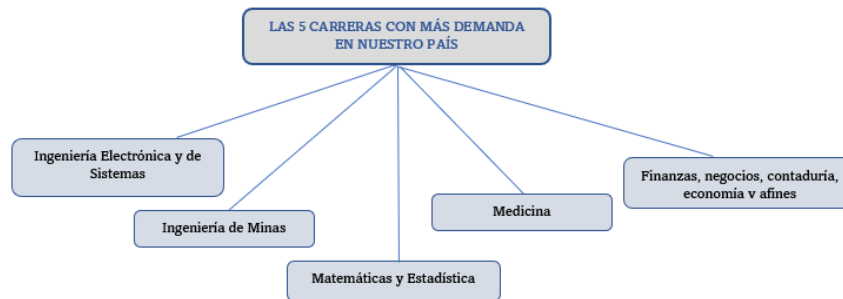 LAS 5 CARRERAS CON MÁS DEMANDA
EN NUESTRO PAÍS
Ingeniería Electrónica y de
Sistemas
Ingeniería de Minas
Matemáticas y Estadística
Medicina
Finanzas, negocios, contaduría,
economía y afines